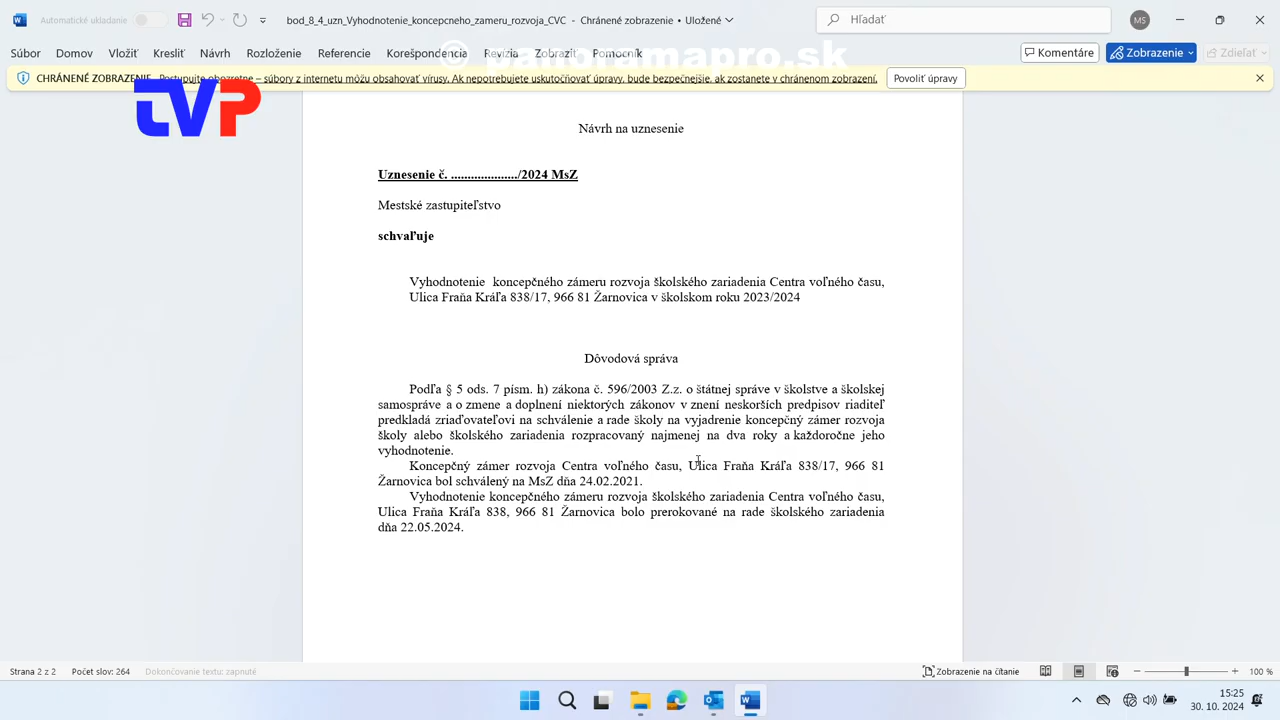 Automatické ukladanie
bod_8_4_uzn_Vyhodnotenie_koncepcneho_zameru_rozvoja_CVC - Chránené zobrazenie • Uložené
Hľadať
MS
Súbor Domov Vložiť Kresliť Návrh Rozloženie Referencie Korešpondencia Revízia Zobraziť Pomocník
Komentáre Zobrazenie Zdieľať
© panoramapro.sk
CHRÁNENÉ ZOBRAZENIE Postupujte obozretne – súbory z internetu môžu obsahovať vírusy. Ak nepotrebujete uskutočňovať úpravy, bude bezpečnejšie, ak zostanete v chránenom zobrazení. Povoliť úpravy
TVP
Návrh na uznesenie
Uznesenie č. ..................../2024 MsZ
Mestské zastupiteľstvo
schvaľuje
Vyhodnotenie koncepčného zámeru rozvoja školského zariadenia Centra voľného času,
Ulica Fraňa Kráľa 838/17, 966 81 Žarnovica v školskom roku 2023/2024
Dôvodová správa
Podľa § 5 ods. 7 písm. h) zákona č. 596/2003 Z.z. o štátnej správe v školstve a školskej
samospráve a o zmene a doplnení niektorých zákonov v znení neskorších predpisov riaditeľ
predkladá zriaďovateľovi na schválenie a rade školy na vyjadrenie koncepčný zámer rozvoja
školy alebo školského zariadenia rozpracovaný najmenej na dva roky a každoročne jeho
vyhodnotenie.
Koncepčný zámer rozvoja Centra voľného času, Ulica Fraňa Kráľa 838/17, 966 81
Žarnovica bol schválený na MsZ dňa 24.02.2021.
Vyhodnotenie koncepčného zámeru rozvoja školského zariadenia Centra voľného času,
Ulica Fraňa Kráľa 838, 966 81 Žarnovica bolo prerokované na rade školského zariadenia
dňa 22.05.2024.
Strana 2 z 2 Počet slov: 264 Dokončovanie textu: zapnuté Zobrazenie na čítanie 100 %
15:25
30. 10. 2024